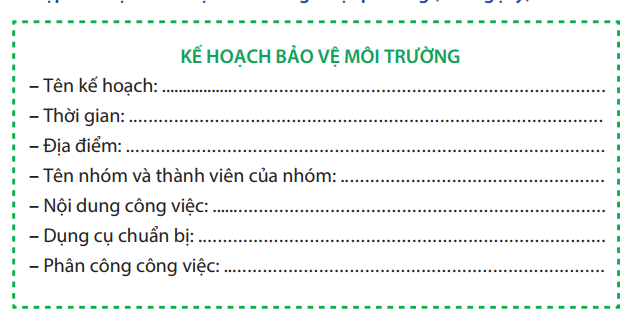 KẾ HOẠCH BẢO VỆ MÔI TRƯỜNG
– Tên kế hoạch: ................................................................................
– Thời gian: ................................................................................
– Địa điểm: ................................................................................
– Tên nhóm và thành viên của nhóm: ................................................
– Nội dung công việc: ................................................................
– Dụng cụ chuẩn bị: ................................................................
– Phân công công việc: ................................................................